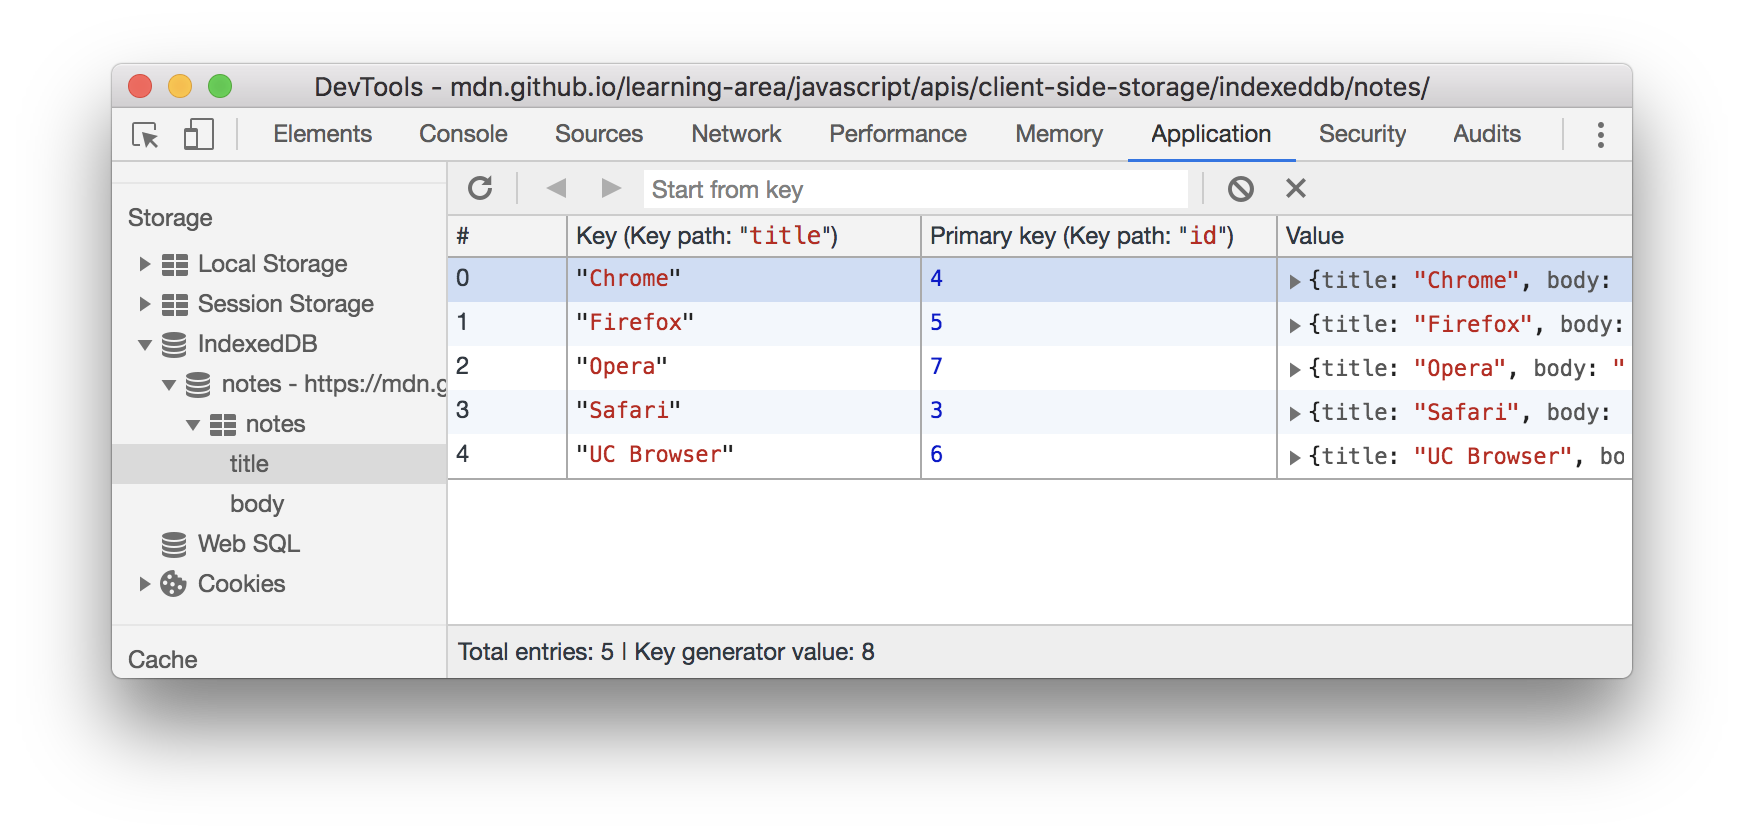 DevTools - mdn.github.io/learning-area/javascript/apis/client-side-storage/indexeddb/notes/
Elements Console Sources Network Performance Memory Application Security Audits
Storage
Local Storage
Session Storage
IndexedDB
notes - https://mdn.g
notes
title
body
Web SQL
Cookies
Cache
Start from key
# Key (Key path: "title") Primary key (Key path: "id") Value
0 "Chrome" 4 {title: "Chrome", body:
1 "Firefox" 5 {title: "Firefox", body:
2 "Opera" 7 {title: "Opera", body: "
3 "Safari" 3 {title: "Safari", body:
4 "UC Browser" 6 {title: "UC Browser", bo
Total entries: 5 | Key generator value: 8